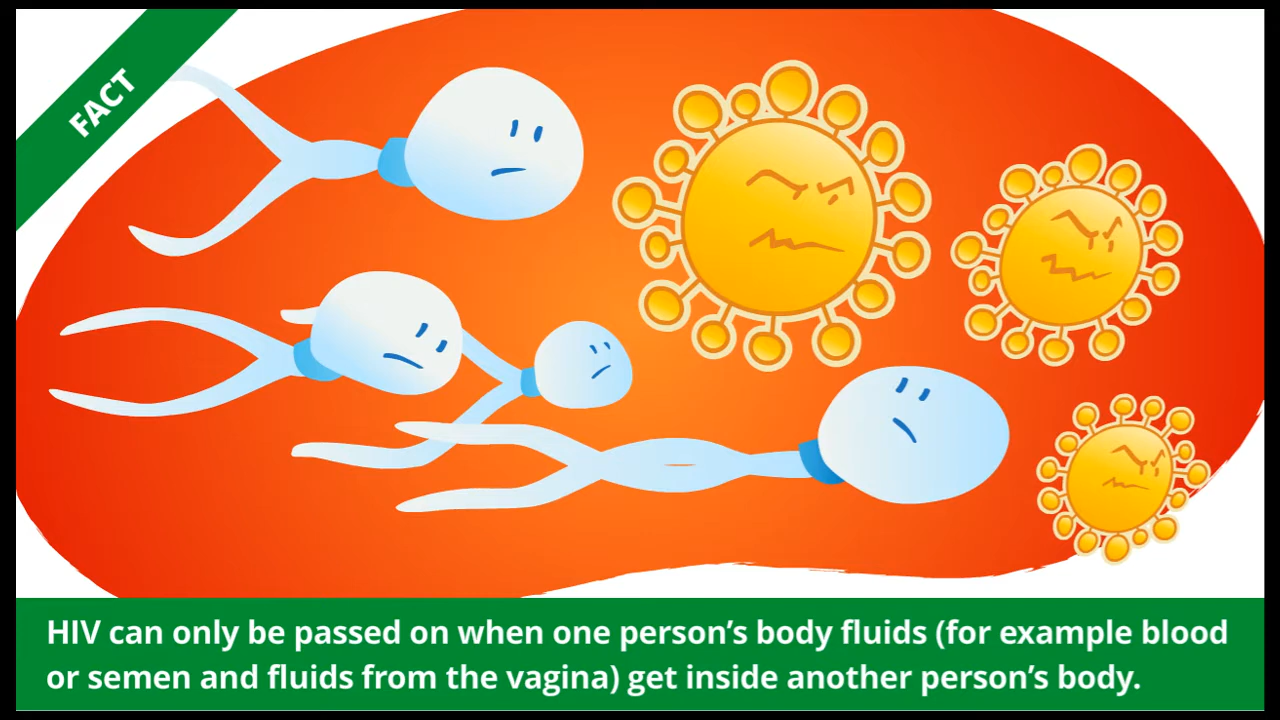 FACT
HIV can only be passed on when one person’s body fluids (for example blood
or semen and fluids from the vagina) get inside another person’s body.